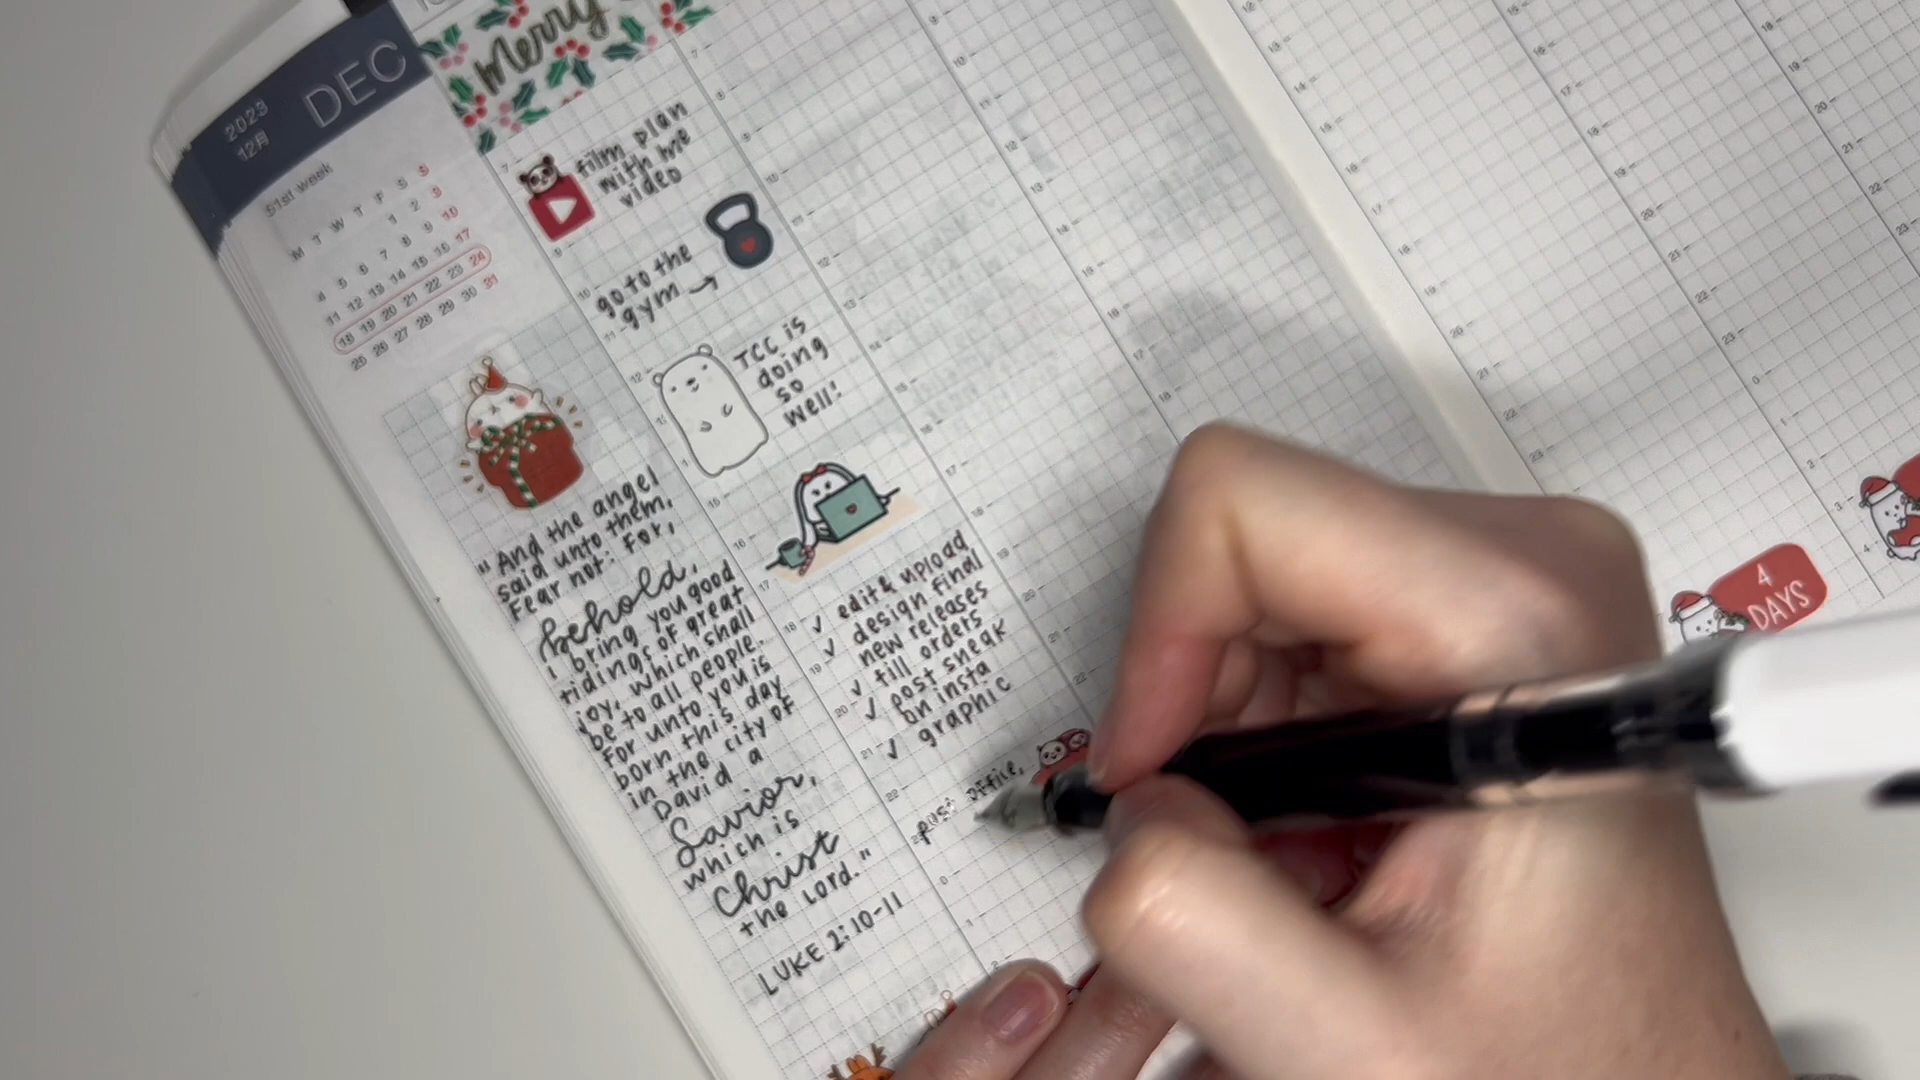 2023
12月
DEC
51st week
M T W T F S S
1 2 3
4 5 6 7 8 9 10
11 12 13 14 15 16 17
18 19 20 21 22 23 24
25 26 27 28 29 30 31
"And the angel
said unto them,
Fear not: For,
behold,
I bring you good
tidings of great
joy, which shall
be to all people.
For unto you is
born this day
in the city of
David a
Savior,
which is
Christ
the Lord."
LUKE 2:10-11
Merry
film plan
with me
video
go to the
gym →
TCC is
doing
so
well!
✓ edit & upload
✓ design final
new releases
✓ fill orders
✓ post sneak
on insta
✓ graphic
post office,
4
DAYS